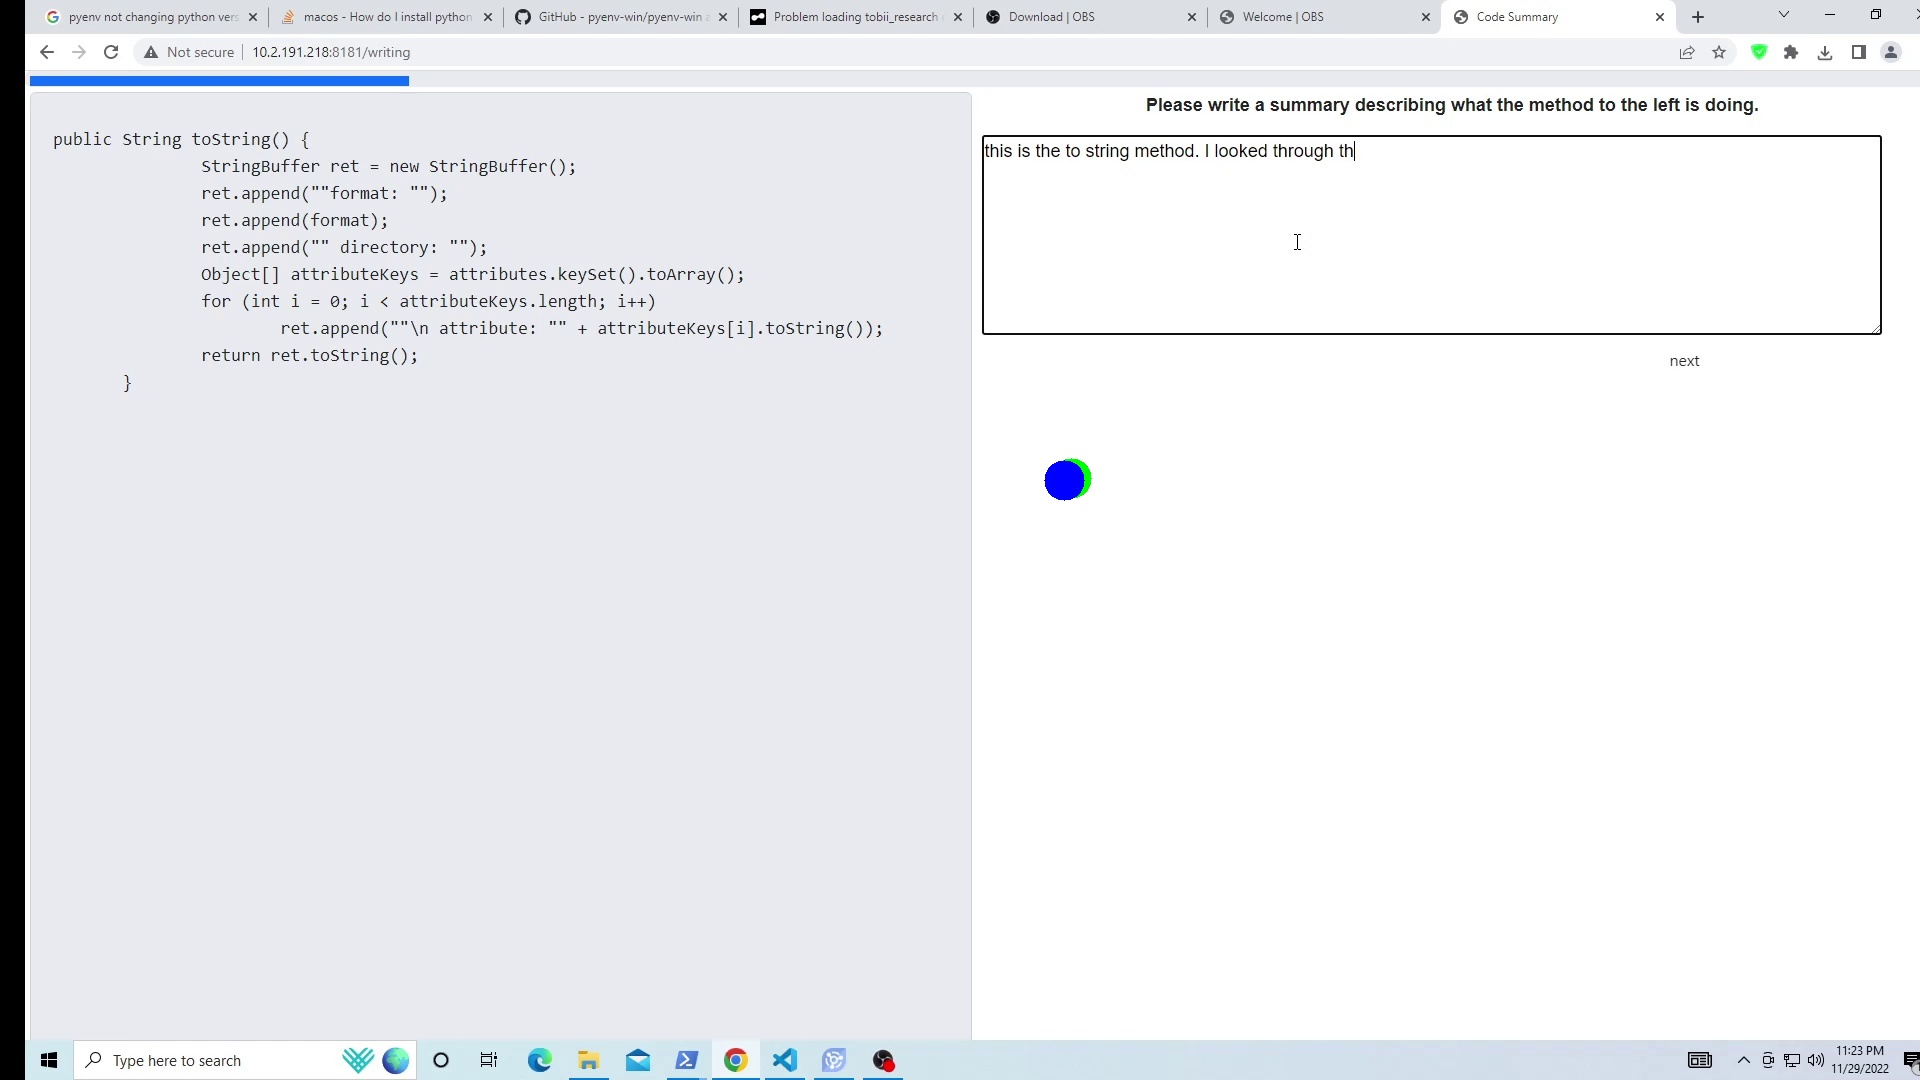 pyenv not changing python vers
macos - How do I install python
GitHub - pyenv-win/pyenv-win
Problem loading tobii_research
Download | OBS
Welcome | OBS
Code Summary
Not secure 10.2.191.218:8181/writing
Please write a summary describing what the method to the left is doing.
public String toString() {
StringBuffer ret = new StringBuffer();
ret.append(""format: "");
ret.append(format);
ret.append("" directory: "");
Object[] attributeKeys = attributes.keySet().toArray();
for (int i = 0; i < attributeKeys.length; i++)
ret.append(""\n attribute: "" + attributeKeys[i].toString());
return ret.toString();
}
this is the to string method. I looked through th
next
Type here to search
11:23 PM
11/29/2022